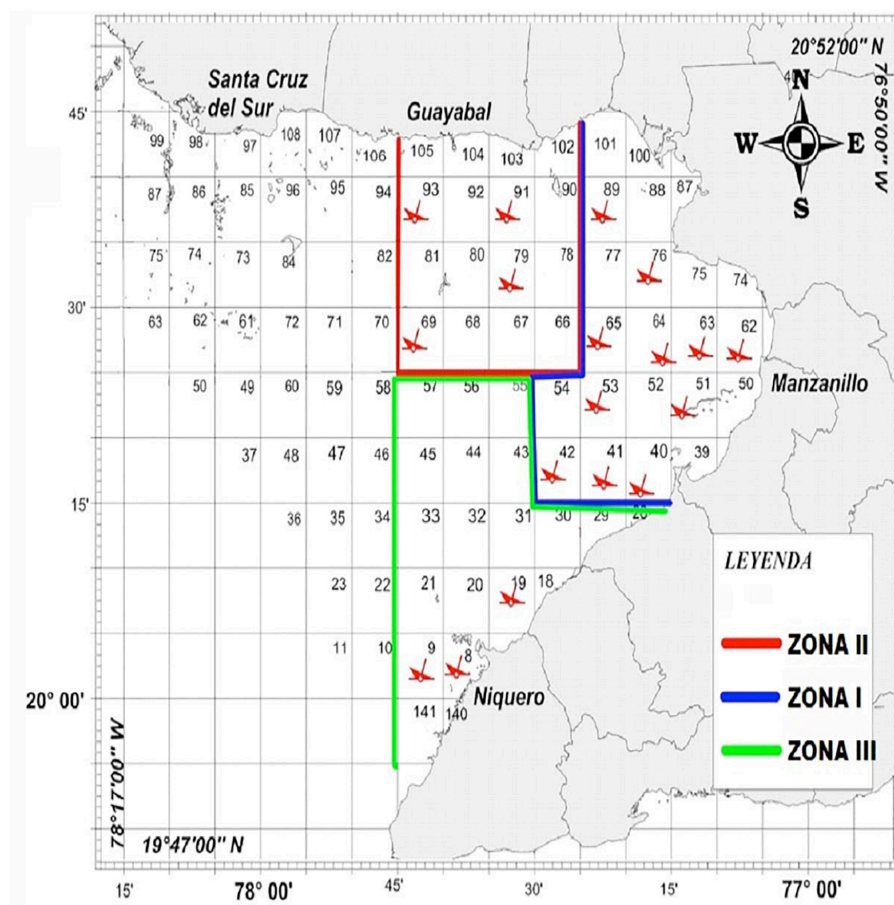 20°52'00" N
76°50'00" W
N
W E
S
Santa Cruz
del Sur
Guayabal
45'
99 98 97 108 107 106 105 104 103 102 101 100
87 86 85 96 95 94 93 92 91 90 89 88 87
75 74 73 84 82 81 80 79 78 77 76 75 74
30'
63 62 61 72 71 70 69 68 67 66 65 64 63 62
Manzanillo
50 49 60 59 58 57 56 55 54 53 52 51 50
37 48 47 46 45 44 43 42 41 40 39
15'
36 35 34 33 32 31 30 29
23 22 21 20 19 18
11 10 9 8
Niquero
20° 00'
141 140
LEYENDA
ZONA II
ZONA I
ZONA III
78°17'00" W
19°47'00" N
15' 78° 00' 45' 30' 15' 77° 00'